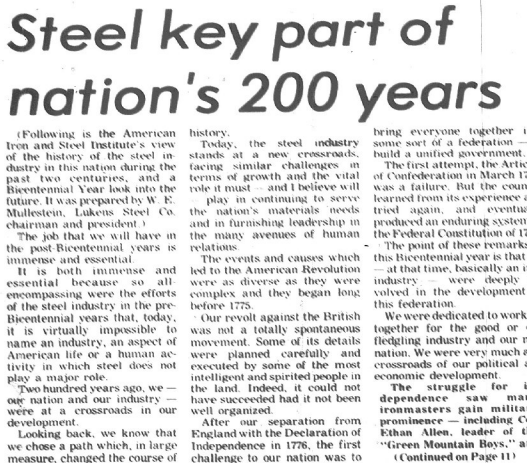 Steel key part of
nation's 200 years
(Following is the American
Iron and Steel Institute's view
of the history of the steel in-
dustry in this nation during the
past two centuries, and a
Bicentennial Year look into the
future. It was prepared by W. E.
Mullestein, Lukens Steel Co.
chairman and president.)
The job that we will have in
the post-Bicentennial years is
immense and essential.
It is both immense and
essential because so all-
encompassing were the efforts
of the steel industry in the pre-
Bicentennial years that, today,
it is virtually impossible to
name an industry, an aspect of
American life or a human ac-
tivity in which steel does not
play a major role.
Two hundred years ago, we —
our nation and our industry —
were at a crossroads in our
development.
Looking back, we know that
we chose a path which, in large
measure, changed the course of
history.
Today, the steel industry
stands at a new crossroads,
facing similar challenges in
terms of growth and the vital
role it must — and I believe will
— play in continuing to serve
the nation's materials needs
and in furnishing leadership in
the many avenues of human
relations.
The events and causes which
led to the American Revolution
were as diverse as they were
complex and they began long
before 1775.
Our revolt against the British
was not a totally spontaneous
movement. Some of its details
were planned carefully and
executed by some of the most
intelligent and spirited people in
the land. Indeed, it could not
have succeeded had it not been
well organized.
After our separation from
England with the Declaration of
Independence in 1776, the first
challenge to our nation was to
bring everyone together i
some sort of a federation —
build a unified government.
The first attempt, the Artic
of Confederation in March 17
was a failure. But the coun
learned from its experience a
tried again, and eventu
produced an enduring system
the Federal Constitution of 17
The point of these remarks
this Bicentennial year is that
— at that time, basically an i
industry — were deeply
volved in the development
this federation.
We were dedicated to work
together for the good or
fledgling industry and our n
nation. We were very much a
crossroads of our political a
economic development.
The struggle for i
dependence saw man
ironmasters gain milita
prominence — including Co
Ethan Allen, leader of th
"Green Mountain Boys," a
(Continued on Page 11)